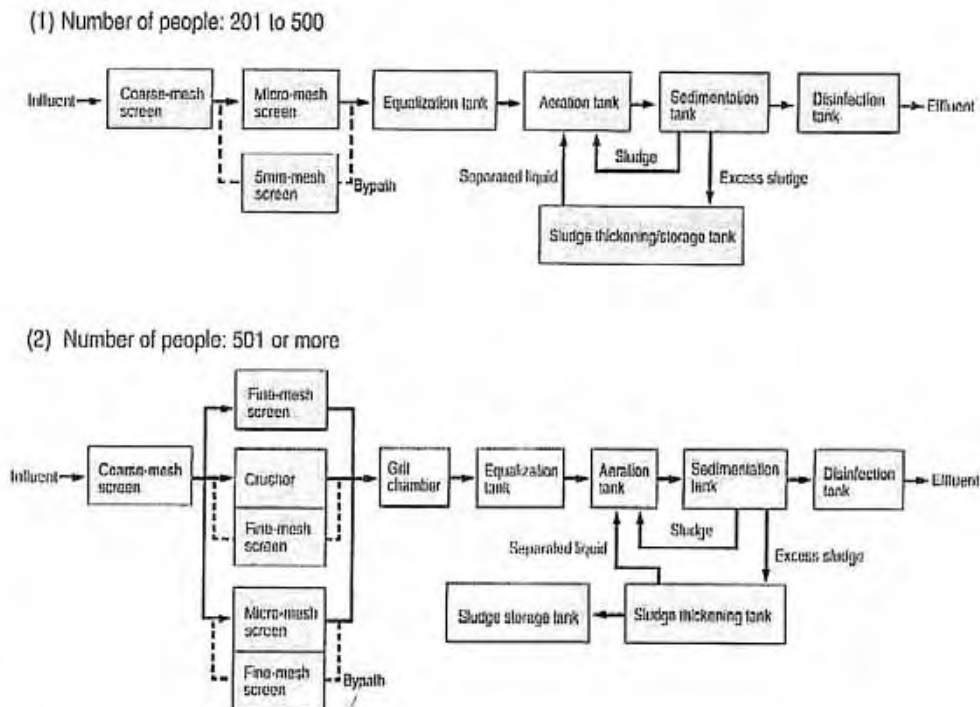 (1) Number of people: 201 to 500
Influent
Coarse-mesh
screen
Micro-mesh
screen
Equalization tank
Aeration tank
Sedimentation
tank
Disinfection
tank
Effluent
5mm-mesh
screen
Bypath
Separated liquid
Sludge
Excess sludge
Sludge thickening/storage tank
(2) Number of people: 501 or more
Fine-mesh
screen
Influent
Coarse-mesh
screen
Crushor
Fine-mesh
screen
Grit
chamber
Equalization
tank
Aeration
tank
Sedimentation
tank
Disinfection
tank
Effluent
Separated liquid
Sludge
Excess sludge
Micro-mesh
screen
Sludge storage tank
Sludge thickening tank
Fine-mesh
screen
Bypath